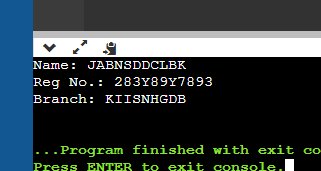 Name: JABNSDDCLBK
Reg No.: 283Y89Y7893
Branch: KIISNHGDB
...Program finished with exit co
Press ENTER to exit console.